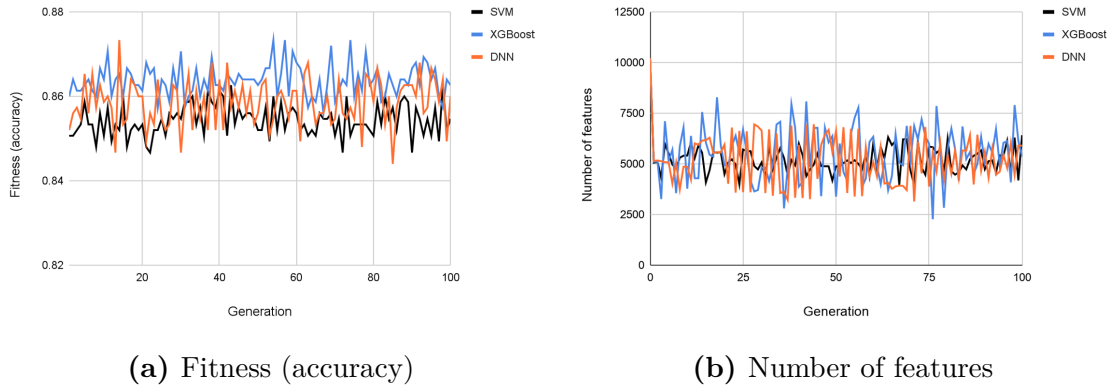 0.88
0.86
0.84
0.82
Fitness (accuracy)
20
40
60
80
100
Generation
SVM
XGBoost
DNN
12500
10000
7500
5000
2500
0
Number of features
0
25
50
75
100
Generation
SVM
XGBoost
DNN
(a) Fitness (accuracy)
(b) Number of features